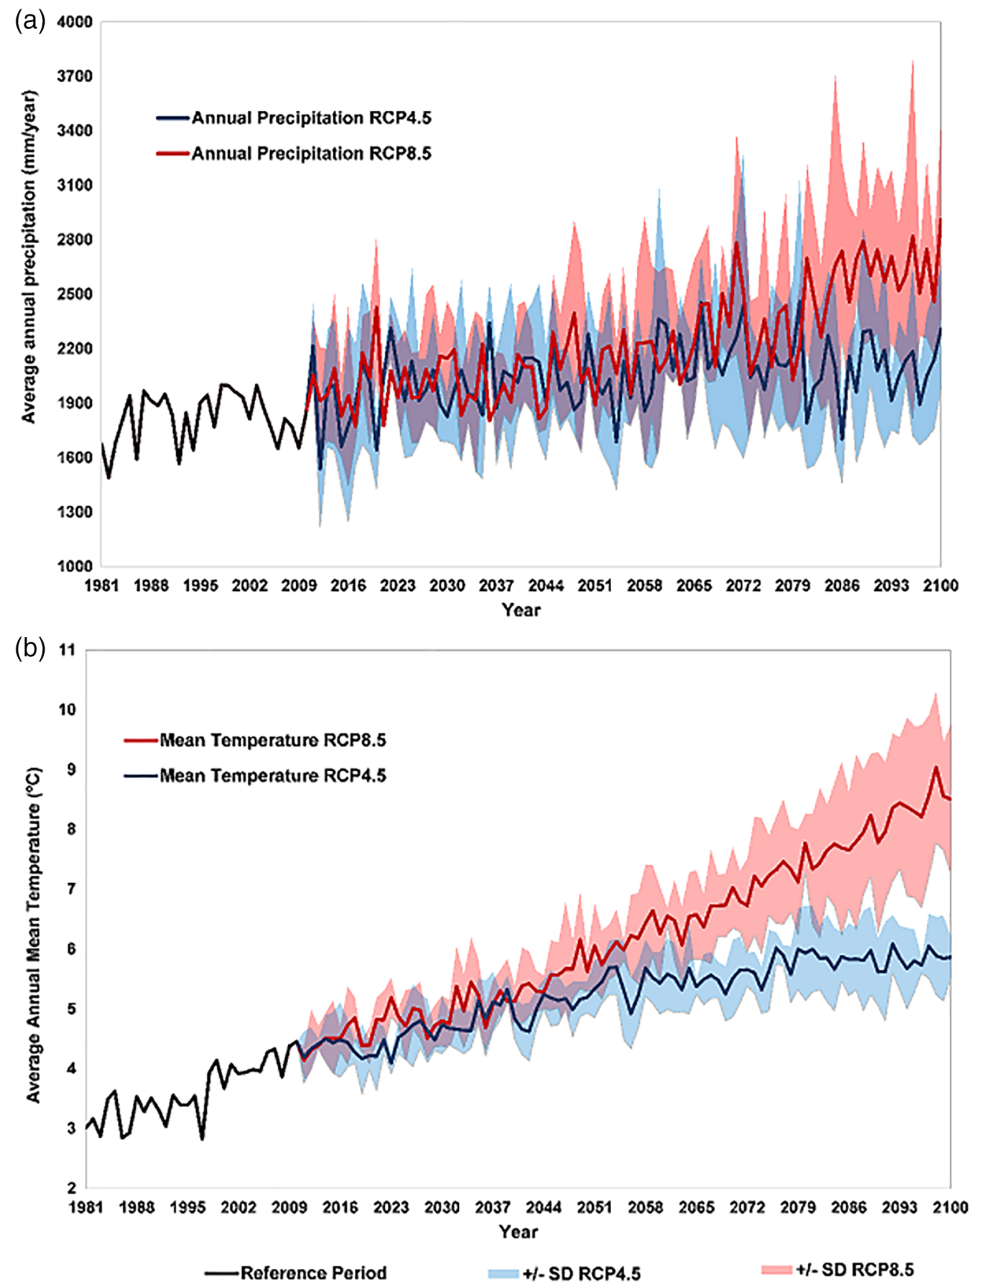 (a)
Average annual precipitation (mm/year)
4000
3700
3400
3100
2800
2500
2200
1900
1600
1300
1000
Annual Precipitation RCP4.5
Annual Precipitation RCP8.5
1981 1988 1995 2002 2009 2016 2023 2030 2037 2044 2051 2058 2065 2072 2079 2086 2093 2100
Year
(b)
Average Annual Mean Temperature (°C)
11
10
9
8
7
6
5
4
3
2
Mean Temperature RCP8.5
Mean Temperature RCP4.5
1981 1988 1995 2002 2009 2016 2023 2030 2037 2044 2051 2058 2065 2072 2079 2086 2093 2100
Year
Reference Period
+/- SD RCP4.5
+/- SD RCP8.5